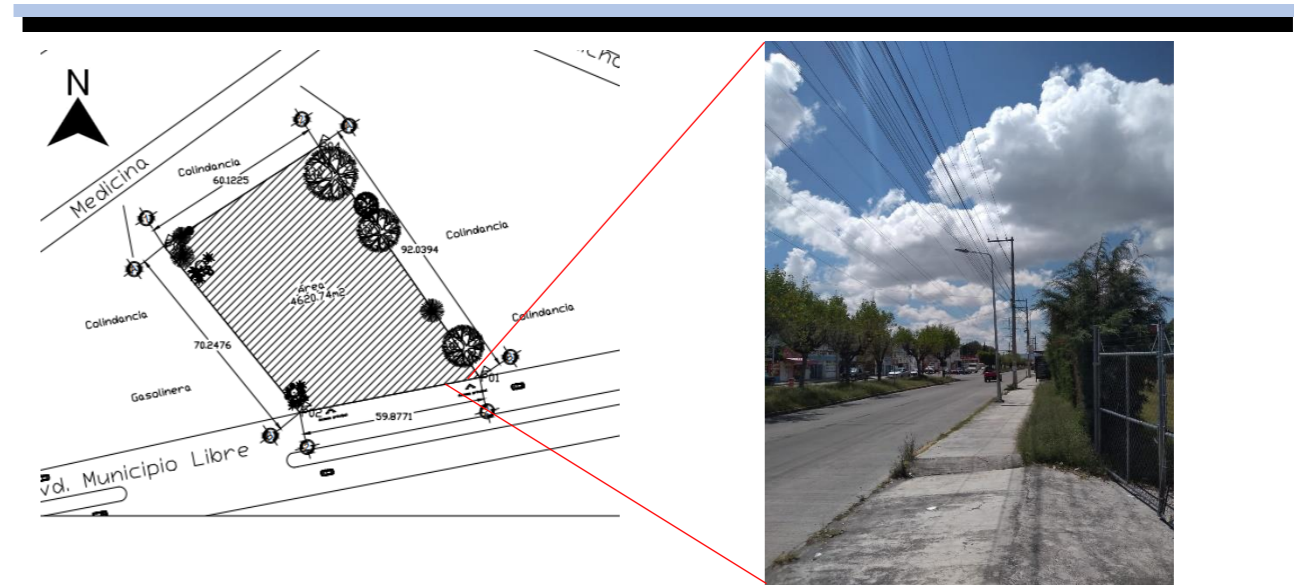 N
Medicina
Colindancia
60.1225
Colindancia
92.0394
Área
4620.74m2
Colindancia
Colindancia
70.2476
Gasolinera
01
02
59.8771
vd. Municipio Libre